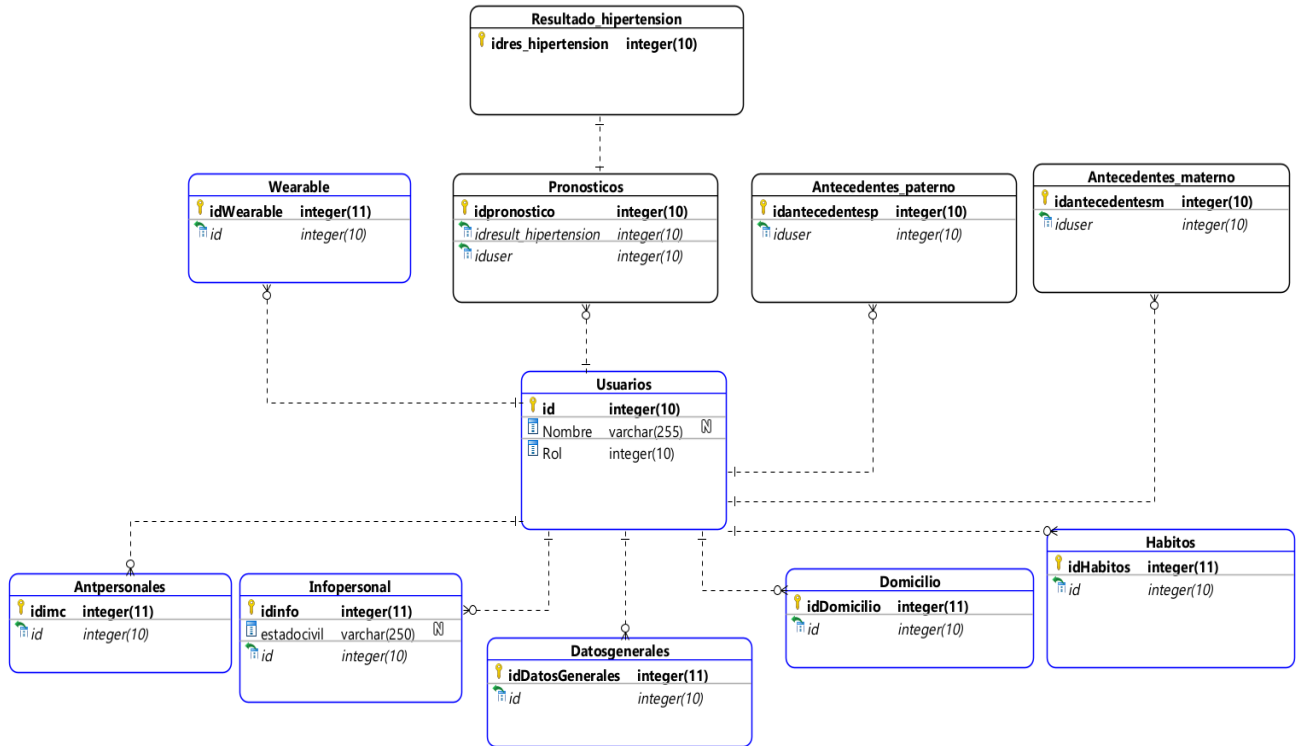 Resultado_hipertension
idres_hipertension integer(10)
Wearable
idWearable integer(11)
id integer(10)
Pronosticos
idpronostico integer(10)
idresult_hipertension integer(10)
iduser integer(10)
Antecedentes_paterno
idantecedentesp integer(10)
iduser integer(10)
Antecedentes_materno
idantecedentesm integer(10)
iduser integer(10)
Usuarios
id integer(10)
Nombre varchar(255) N
Rol integer(10)
Antpersonales
idimc integer(11)
id integer(10)
Infopersonal
idinfo integer(11)
estadocivil varchar(250) N
id integer(10)
Datosgenerales
idDatosGenerales integer(11)
id integer(10)
Domicilio
idDomicilio integer(11)
id integer(10)
Habitos
idHabitos integer(11)
id integer(10)